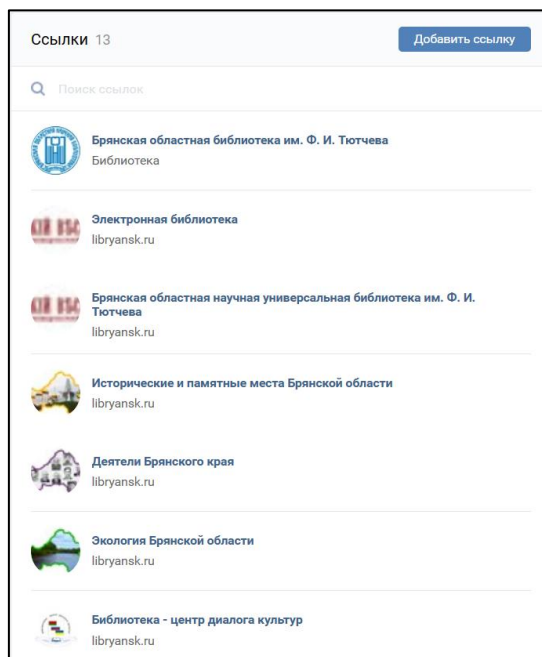 Ссылки 13
Добавить ссылку
Поиск ссылок
Брянская областная библиотека им. Ф. И. Тютчева
Библиотека
Электронная библиотека
libryansk.ru
Брянская областная научная универсальная библиотека им. Ф. И.
Тютчева
libryansk.ru
Исторические и памятные места Брянской области
libryansk.ru
Деятели Брянского края
libryansk.ru
Экология Брянской области
libryansk.ru
Библиотека - центр диалога культур
libryansk.ru